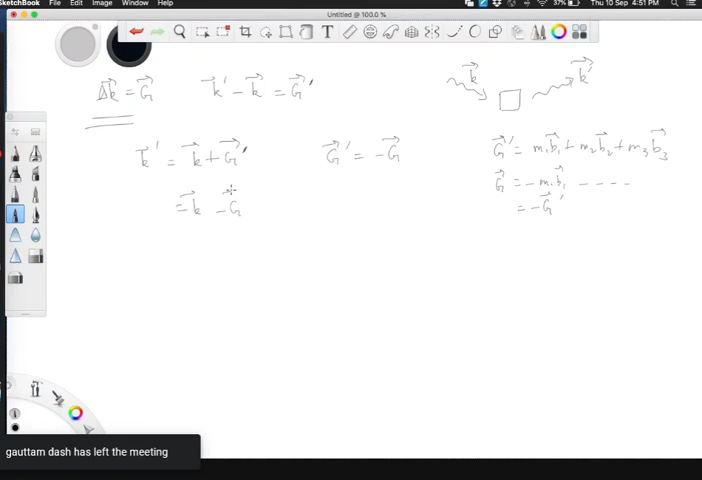 SketchBook File Edit Image Window Help 37% Thu 10 Sep 4:51 PM
Untitled @ 100.0 %
T
Δk⃗ = G⃗ k⃗′ − k⃗ = G⃗′
k⃗ k⃗′
k⃗′ = k⃗ + G⃗′ G⃗′ = −G⃗
= k⃗ − G⃗
G⃗′ = m₁b⃗₁ + m₂b⃗₂ + m₃b⃗₃
G⃗ = −m₁b⃗₁ - - - -
= −G⃗′
gauttam dash has left the meeting